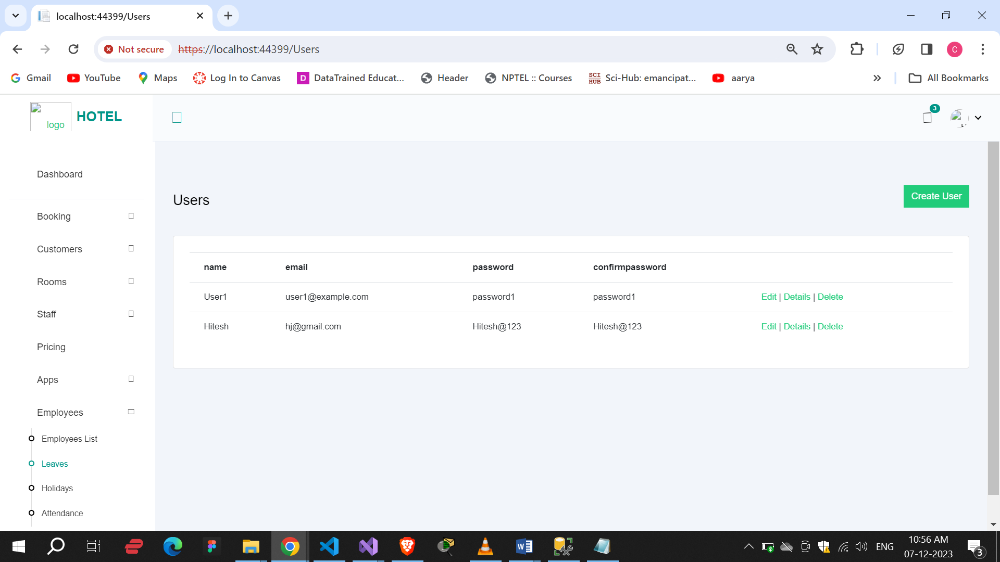 localhost:44399/Users
Not secure https://localhost:44399/Users C
Gmail YouTube Maps Log In to Canvas D DataTrained Educat... Header NPTEL :: Courses SCI HUB Sci-Hub: emancipat... aarya » All Bookmarks
logo HOTEL 3
Dashboard
Users Create User
Booking
Customers
Rooms
Staff
Pricing
Apps
Employees
Employees List
Leaves
Holidays
Attendance
name email password confirmpassword
User1 user1@example.com password1 password1 Edit | Details | Delete
Hitesh hj@gmail.com Hitesh@123 Hitesh@123 Edit | Details | Delete
ENG 10:56 AM
07-12-2023 3